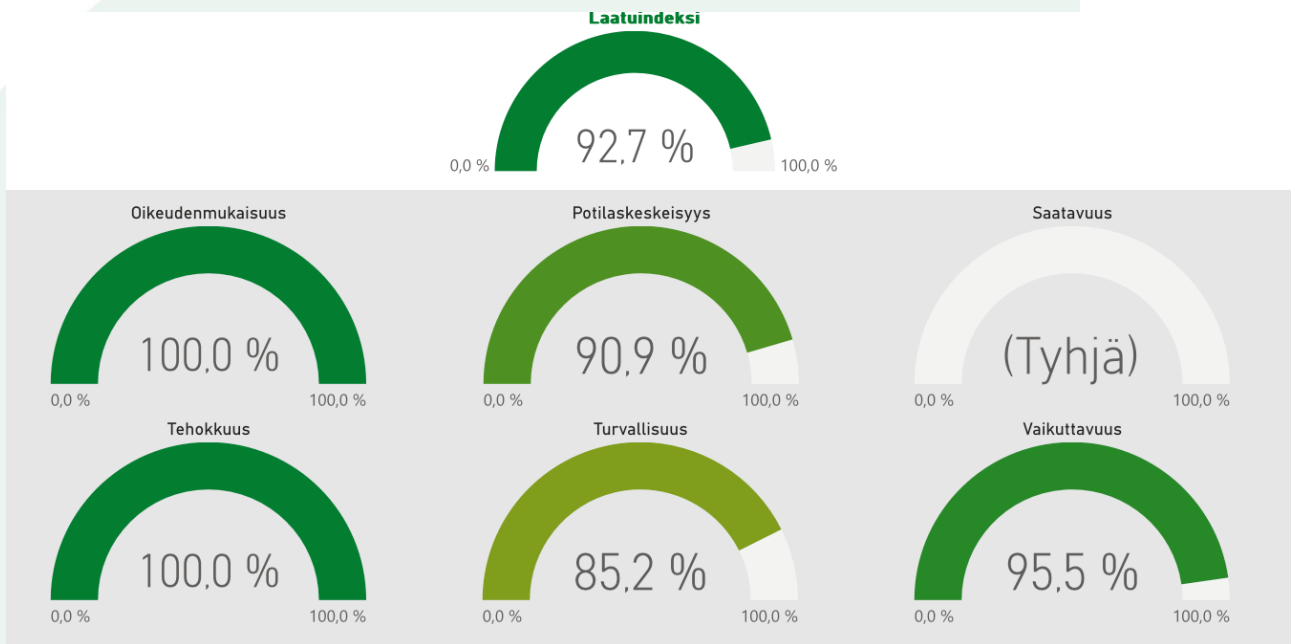 Laatuindeksi
92,7 %
0,0 % 100,0 %
Oikeudenmukaisuus
100,0 %
0,0 % 100,0 %
Potilaskeskeisyys
90,9 %
0,0 % 100,0 %
Saatavuus
(Tyhjä)
0,0 % 100,0 %
Tehokkuus
100,0 %
0,0 % 100,0 %
Turvallisuus
85,2 %
0,0 % 100,0 %
Vaikuttavuus
95,5 %
0,0 % 100,0 %